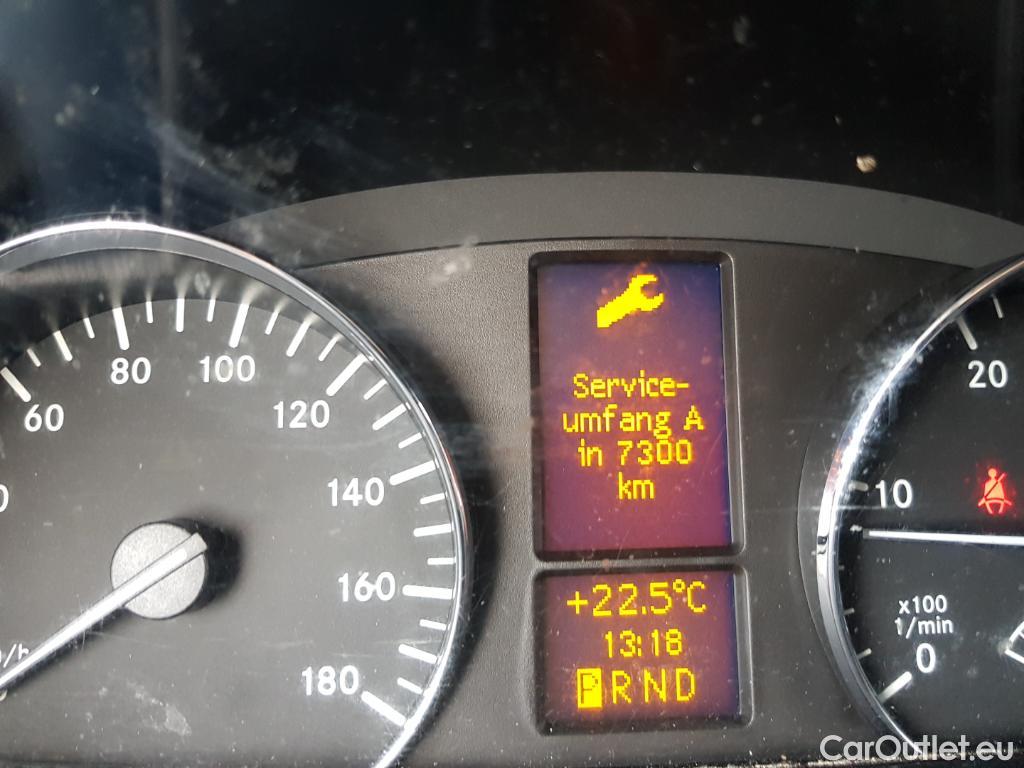 80
100
60
120
140
160
180
Service-
umfang A
in 7300
km
+22.5°C
13:18
P R N D
20
10
x100
1/min
0
CarOutlet.eu